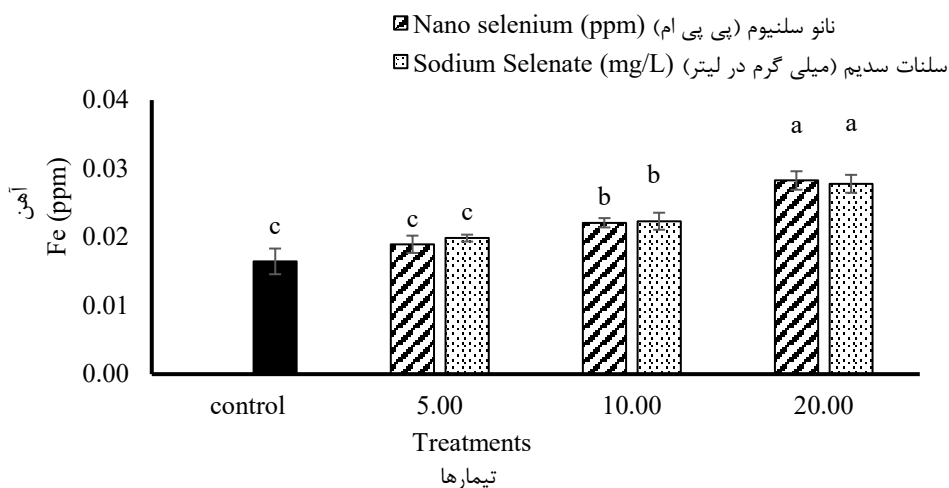 Nano selenium (ppm) نانو سلنیوم (پی پی ام)
Sodium Selenate (mg/L) سلنات سدیم (میلی گرم در لیتر)
0.04
0.03
0.02
0.01
0.00
آهن
Fe (ppm)
c
c c
b b
a a
control 5.00 10.00 20.00
Treatments
تیمارها